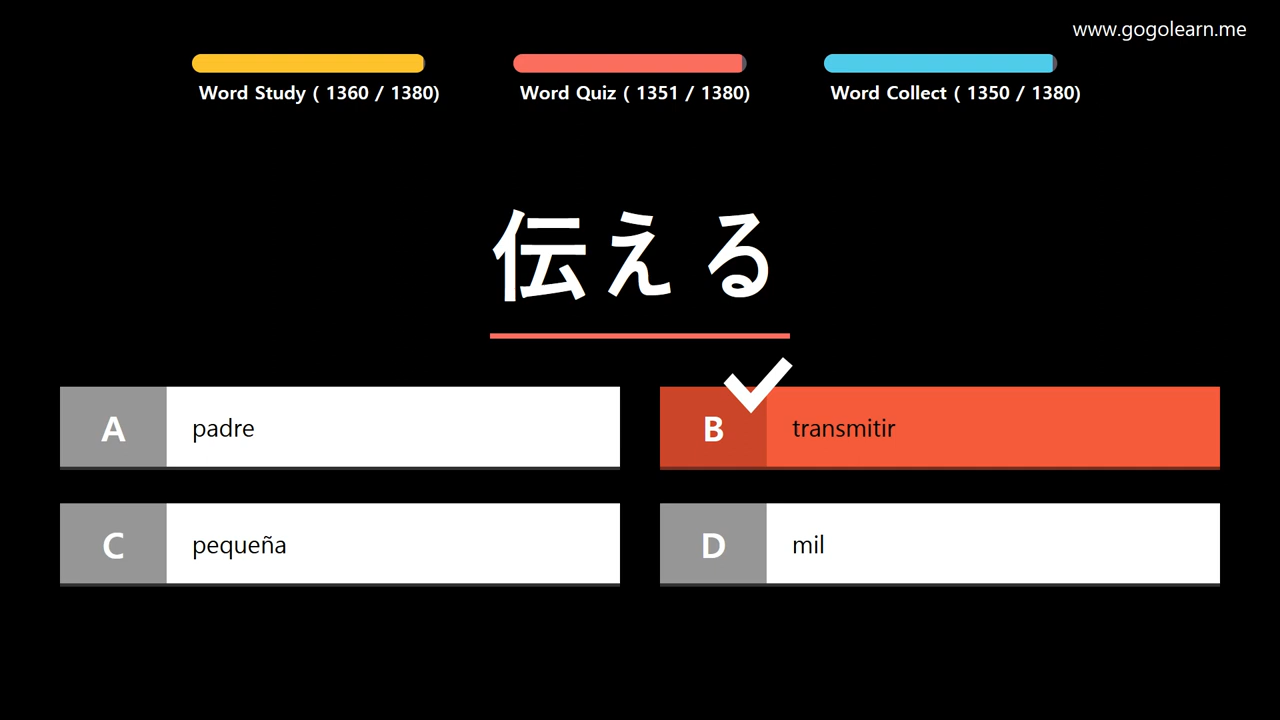 www.gogolearn.me
Word Study ( 1360 / 1380)
Word Quiz ( 1351 / 1380)
Word Collect ( 1350 / 1380)
伝える
A padre
B transmitir
C pequeña
D mil